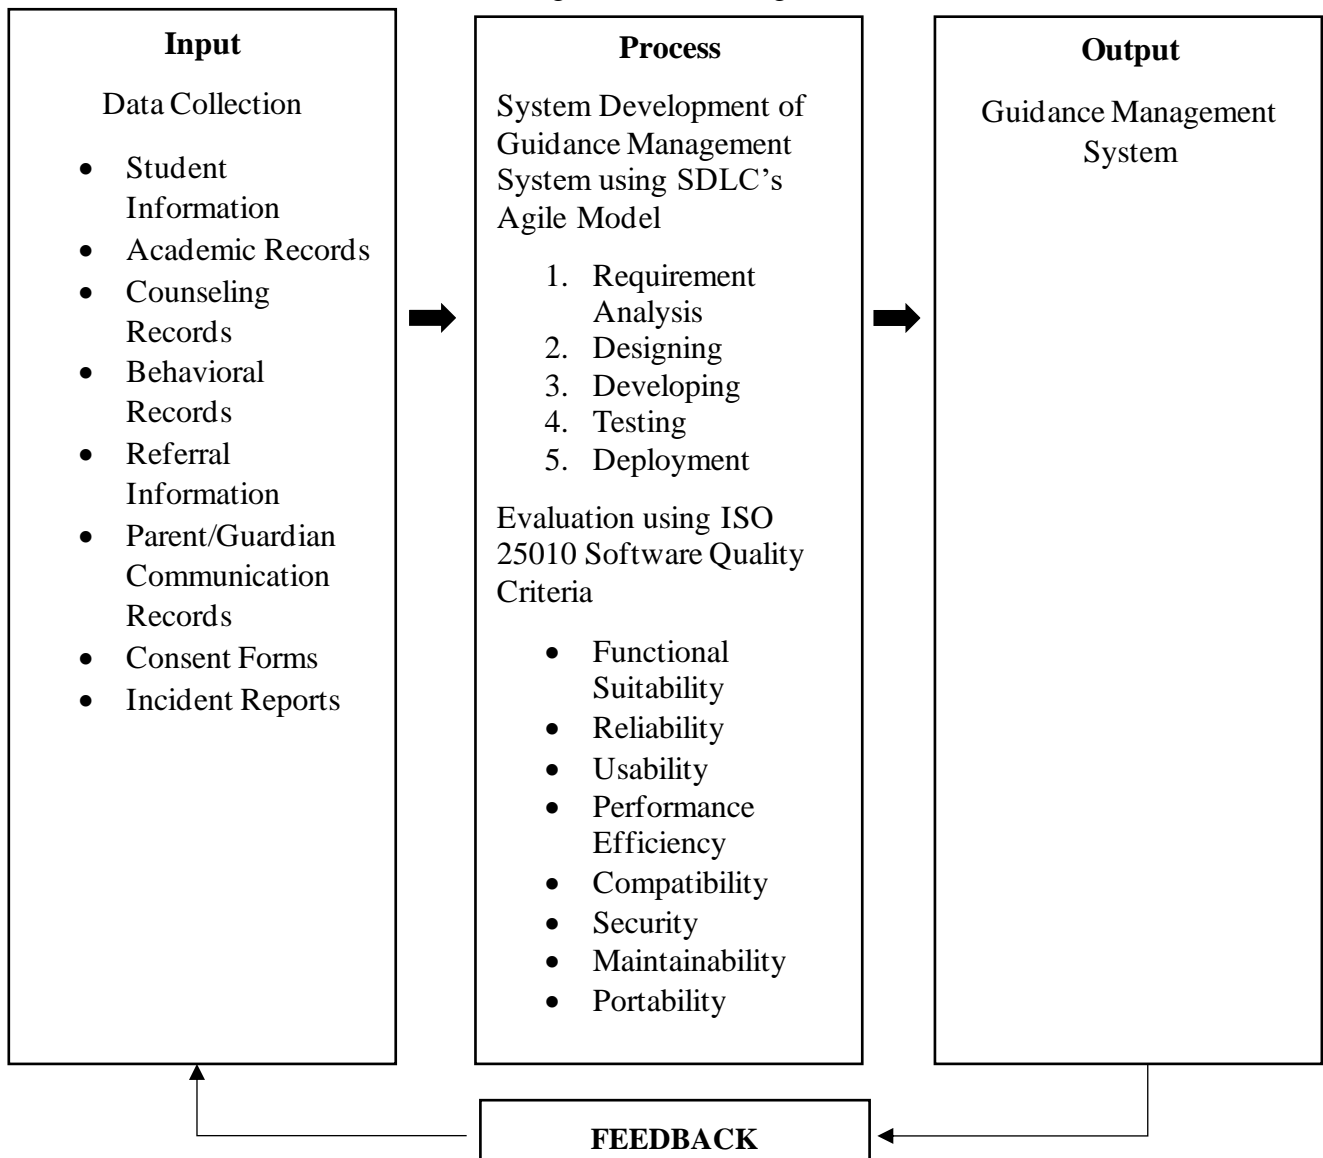 Input
Data Collection
• Student
Information
• Academic Records
• Counseling
Records
• Behavioral
Records
• Referral
Information
• Parent/Guardian
Communication
Records
• Consent Forms
• Incident Reports
Process
System Development of
Guidance Management
System using SDLC’s
Agile Model
1. Requirement
Analysis
2. Designing
3. Developing
4. Testing
5. Deployment
Evaluation using ISO
25010 Software Quality
Criteria
• Functional
Suitability
• Reliability
• Usability
• Performance
Efficiency
• Compatibility
• Security
• Maintainability
• Portability
Output
Guidance Management
System
FEEDBACK